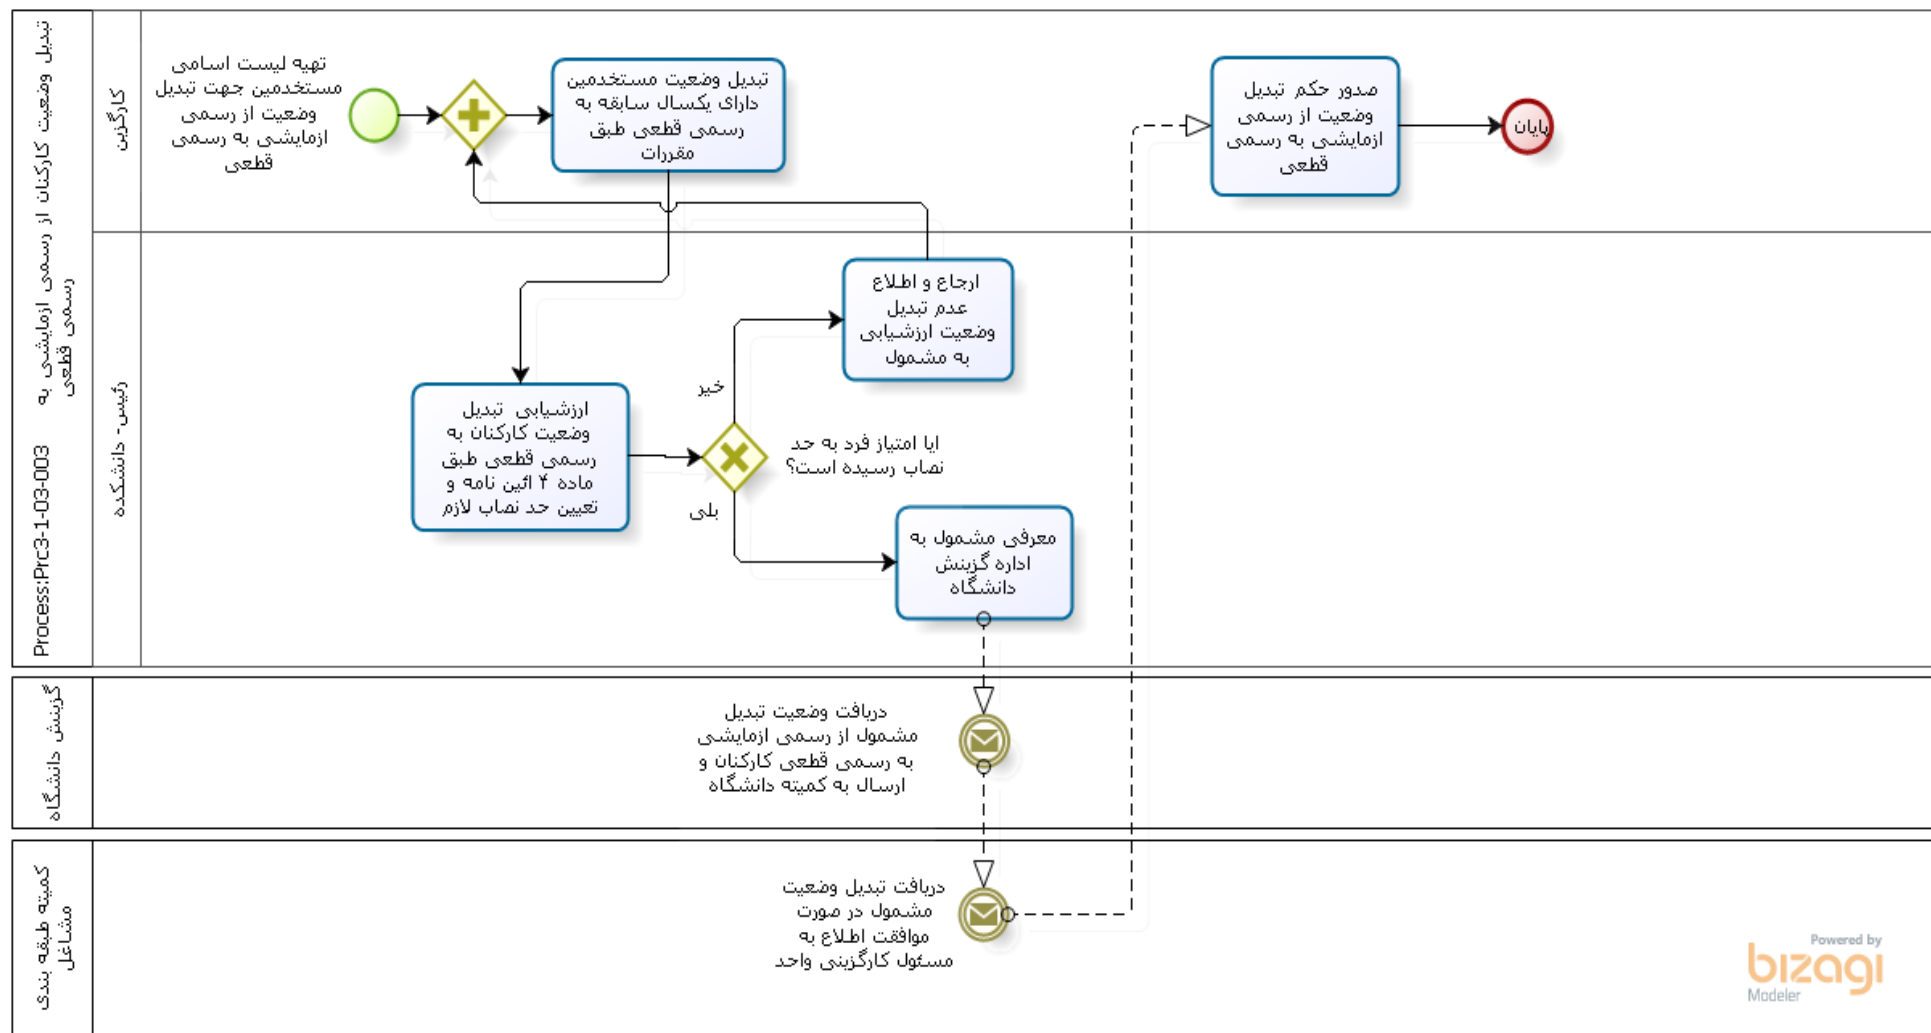 تبدیل وضعیت کارکنان از رسمی ازمایشی به
رسمی قطعی
Process:Prc3-1-03-003
کارگزین
تهیه لیست اسامی
مستخدمین جهت تبدیل
وضعیت از رسمی
ازمایشی به رسمی
قطعی
تبدیل وضعیت مستخدمین
دارای یکسال سابقه به
رسمی قطعی طبق
مقررات
صدور حکم تبدیل
وضعیت از رسمی
ازمایشی به رسمی
قطعی
پایان
رئیس- دانشکده
ارجاع و اطلاع
عدم تبدیل
وضعیت ارزشیابی
به مشمول
خیر
ارزشیابی تبدیل
وضعیت کارکنان به
رسمی قطعی طبق
ماده ۴ ائین نامه و
تعیین حد نصاب لازم
ایا امتیاز فرد به حد
نصاب رسیده است؟
بلی
معرفی مشمول به
اداره گزینش
دانشگاه
گزینش دانشگاه
دریافت وضعیت تبدیل
مشمول از رسمی ازمایشی
به رسمی قطعی کارکنان و
ارسال به کمیته دانشگاه
کمیته طبقه بندی
مشاغل
دریافت تبدیل وضعیت
مشمول در صورت
موافقت اطلاع به
مسئول کارگزینی واحد
Powered by
bizagi
Modeler